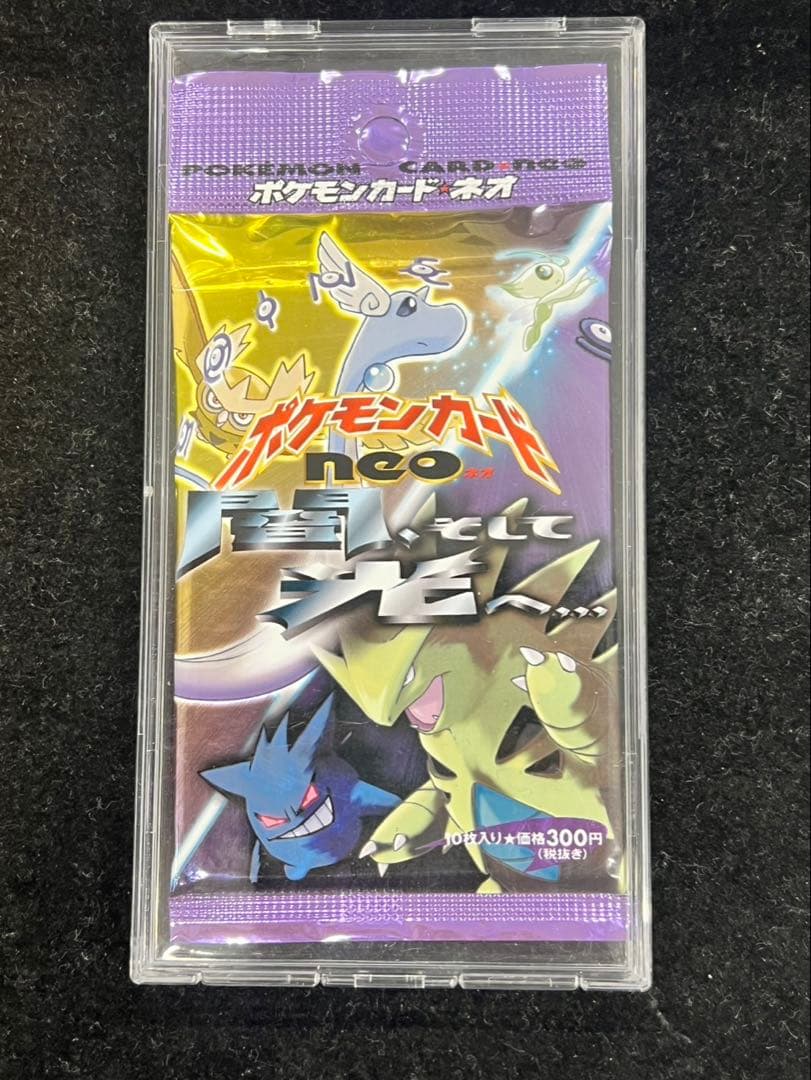 POKÉMON CARD★neo
ポケモンカード★ネオ
ポケモンカード
neo ネオ
闇、そして
光へ…
10枚入り★価格300円
(税抜き)